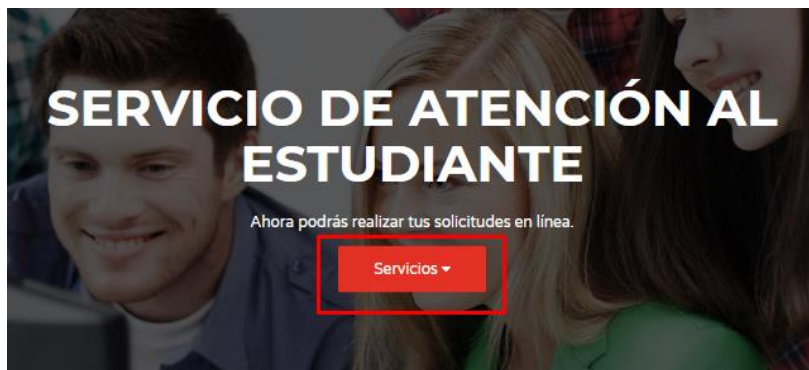 SERVICIO DE ATENCIÓN AL
ESTUDIANTE
Ahora podrás realizar tus solicitudes en línea.
Servicios